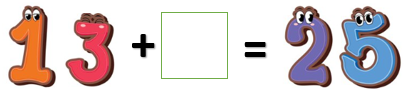 13 + = 25